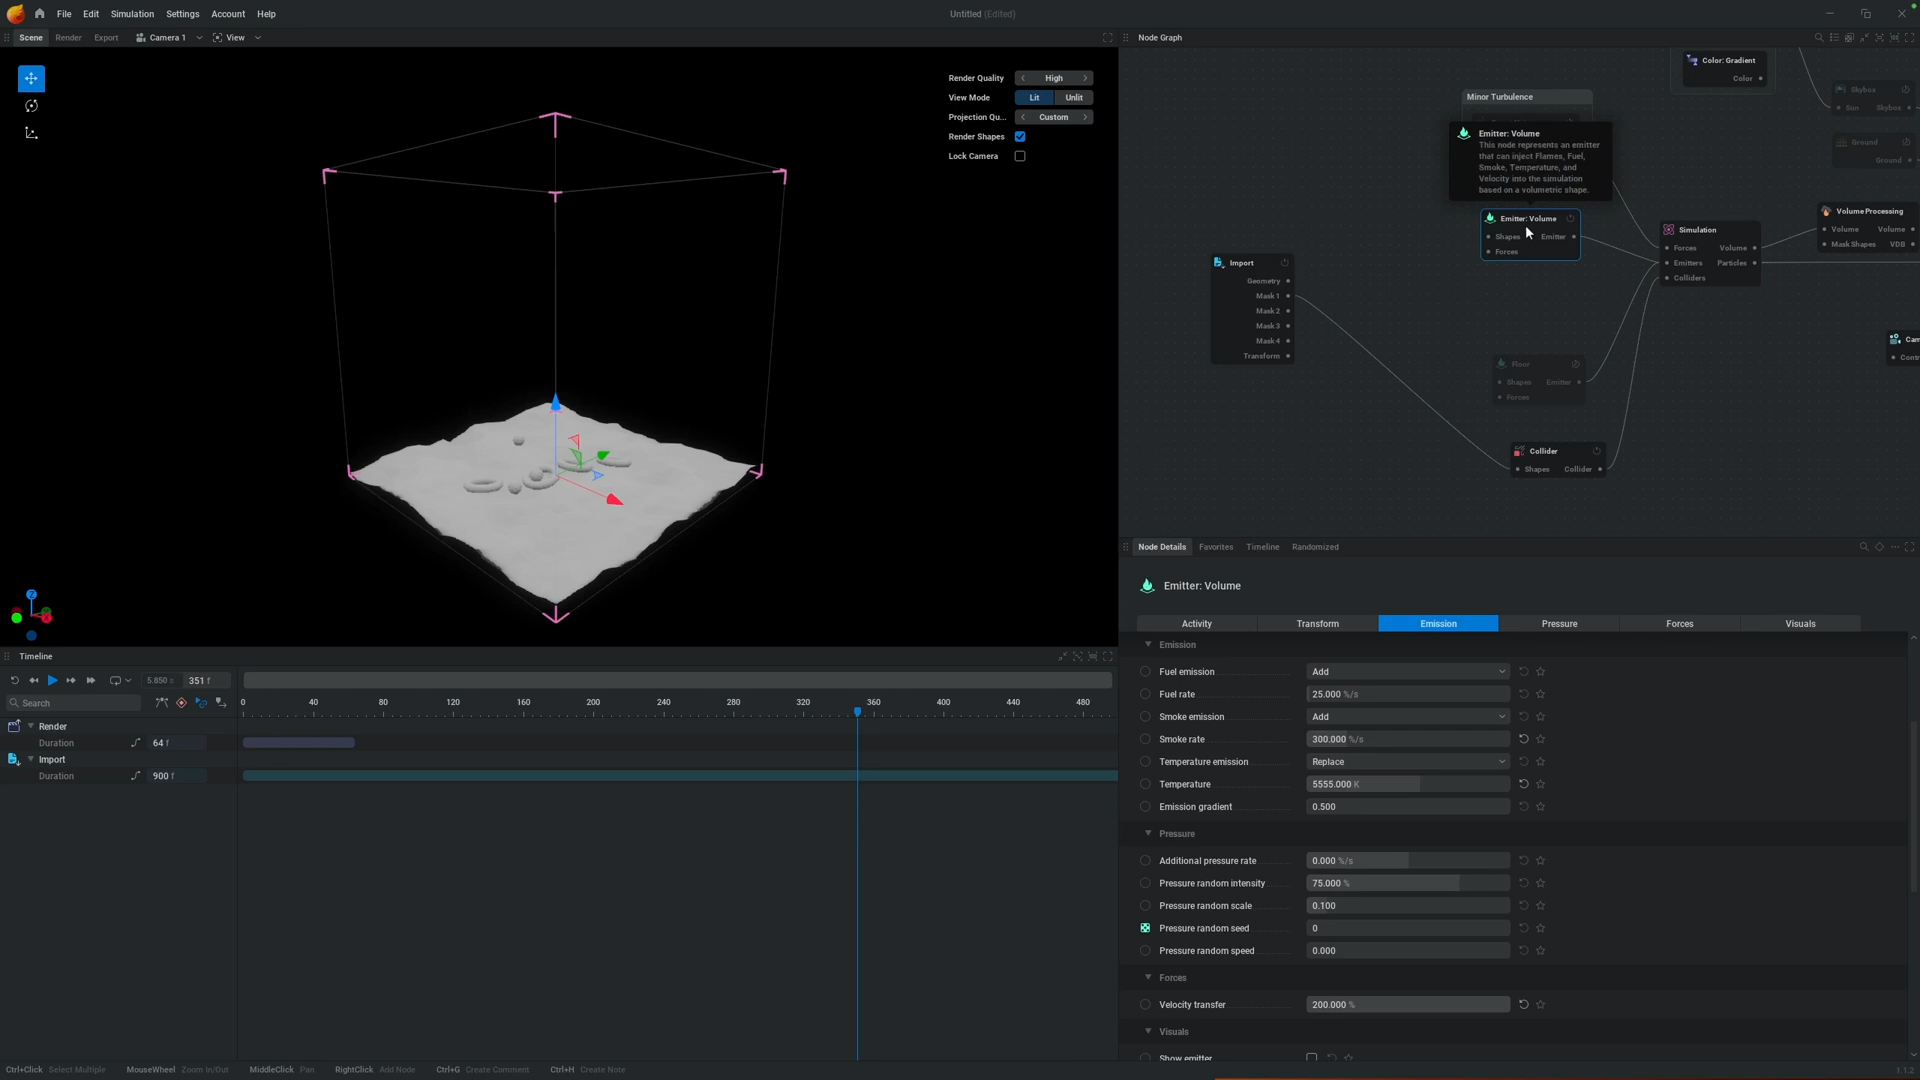 File Edit Simulation Settings Account Help
Untitled (Edited)
Scene Render Export Camera 1 View
Node Graph
Render Quality High
View Mode Lit Unlit
Projection Qu... Custom
Render Shapes
Lock Camera
Color: Gradient
Color
Skybox
Sun Skybox
Ground
Ground
Minor Turbulence
Emitter: Volume
This node represents an emitter
that can inject Flames, Fuel,
Smoke, Temperature, and
Velocity into the simulation
based on a volumetric shape.
Emitter: Volume
Shapes Emitter
Forces
Simulation
Forces Volume
Emitters Particles
Colliders
Volume Processing
Volume Volume
Mask Shapes VDB
Import
Geometry
Mask 1
Mask 2
Mask 3
Mask 4
Transform
Floor
Shapes Emitter
Forces
Cam
Contr
Collider
Shapes Collider
Node Details Favorites Timeline Randomized
Emitter: Volume
Activity Transform Emission Pressure Forces Visuals
Emission
Fuel emission Add
Fuel rate 25.000 %/s
Smoke emission Add
Smoke rate 300.000 %/s
Temperature emission Replace
Temperature 5555.000 K
Emission gradient 0.500
Pressure
Additional pressure rate 0.000 %/s
Pressure random intensity 75.000 %
Pressure random scale 0.100
Pressure random seed 0
Pressure random speed 0.000
Forces
Velocity transfer 200.000 %
Visuals
Show emitter
Z
X
Timeline
5.850 s 351 f
Search
0 40 80 120 160 200 240 280 320 360 400 440 480
Render
Duration 64 f
Import
Duration 900 f
Ctrl+Click Select Multiple MouseWheel Zoom In/Out MiddleClick Pan RightClick Add Node Ctrl+G Create Comment Ctrl+H Create Note
1.1.2